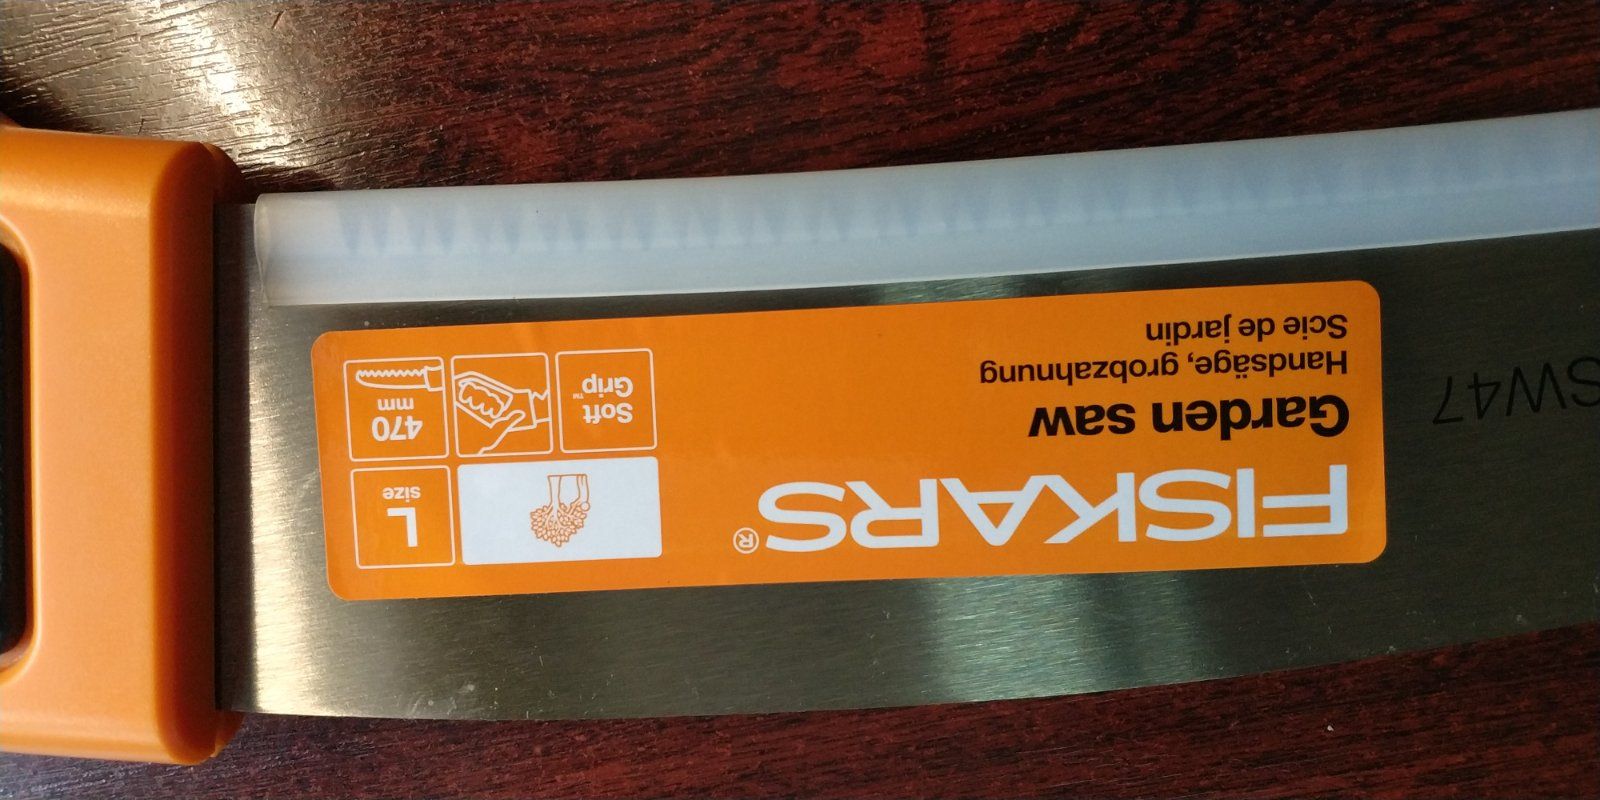 FISKARS®
Garden saw
Handsäge, grobzahnung
Scie de jardin
L
size
470
mm
Soft
Grip™
SW47